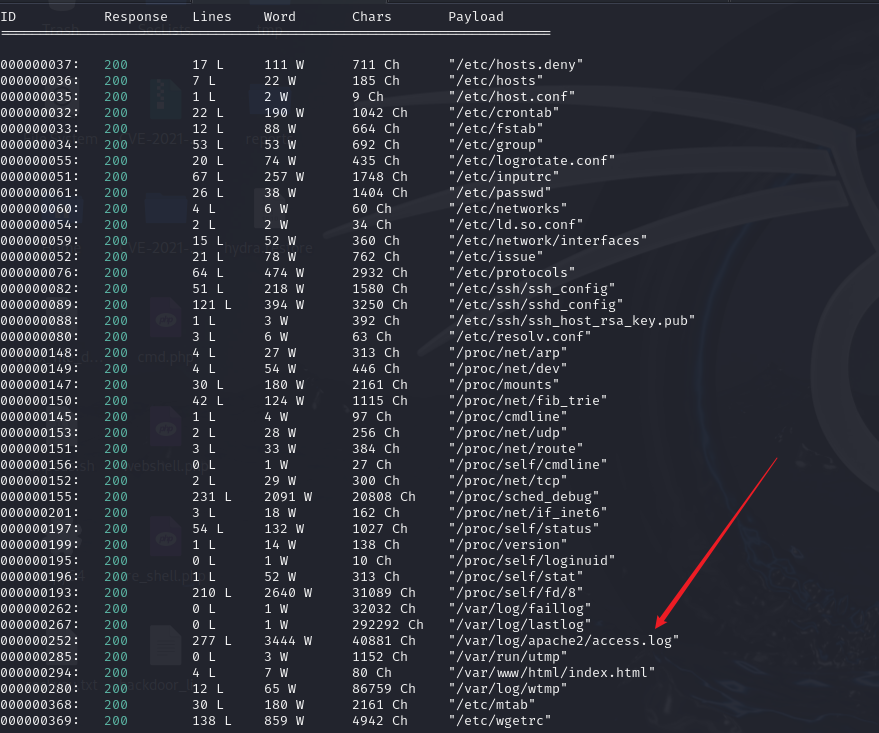 ID Response Lines Word Chars Payload
000000037: 200 17 L 111 W 711 Ch "/etc/hosts.deny"
000000036: 200 7 L 22 W 185 Ch "/etc/hosts"
000000035: 200 1 L 2 W 9 Ch "/etc/host.conf"
000000032: 200 22 L 190 W 1042 Ch "/etc/crontab"
000000033: 200 12 L 88 W 664 Ch "/etc/fstab"
000000034: 200 53 L 53 W 692 Ch "/etc/group"
000000055: 200 20 L 74 W 435 Ch "/etc/logrotate.conf"
000000051: 200 67 L 257 W 1748 Ch "/etc/inputrc"
000000061: 200 26 L 38 W 1404 Ch "/etc/passwd"
000000060: 200 4 L 6 W 60 Ch "/etc/networks"
000000054: 200 2 L 2 W 34 Ch "/etc/ld.so.conf"
000000059: 200 15 L 52 W 360 Ch "/etc/network/interfaces"
000000052: 200 21 L 78 W 762 Ch "/etc/issue"
000000076: 200 64 L 474 W 2932 Ch "/etc/protocols"
000000082: 200 51 L 218 W 1580 Ch "/etc/ssh/ssh_config"
000000089: 200 121 L 394 W 3250 Ch "/etc/ssh/sshd_config"
000000088: 200 1 L 3 W 392 Ch "/etc/ssh/ssh_host_rsa_key.pub"
000000080: 200 3 L 6 W 63 Ch "/etc/resolv.conf"
000000148: 200 4 L 27 W 313 Ch "/proc/net/arp"
000000149: 200 4 L 54 W 446 Ch "/proc/net/dev"
000000147: 200 30 L 180 W 2161 Ch "/proc/mounts"
000000150: 200 42 L 124 W 1115 Ch "/proc/net/fib_trie"
000000145: 200 1 L 4 W 97 Ch "/proc/cmdline"
000000153: 200 2 L 28 W 256 Ch "/proc/net/udp"
000000151: 200 3 L 33 W 384 Ch "/proc/net/route"
000000156: 200 0 L 1 W 27 Ch "/proc/self/cmdline"
000000152: 200 2 L 29 W 300 Ch "/proc/net/tcp"
000000155: 200 231 L 2091 W 20808 Ch "/proc/sched_debug"
000000201: 200 3 L 18 W 162 Ch "/proc/net/if_inet6"
000000197: 200 54 L 132 W 1027 Ch "/proc/self/status"
000000199: 200 1 L 14 W 138 Ch "/proc/version"
000000195: 200 0 L 1 W 10 Ch "/proc/self/loginuid"
000000196: 200 1 L 52 W 313 Ch "/proc/self/stat"
000000193: 200 210 L 2640 W 31089 Ch "/proc/self/fd/8"
000000262: 200 0 L 1 W 32032 Ch "/var/log/faillog"
000000267: 200 0 L 1 W 292292 Ch "/var/log/lastlog"
000000252: 200 277 L 3444 W 40881 Ch "/var/log/apache2/access.log"
000000285: 200 0 L 3 W 1152 Ch "/var/run/utmp"
000000294: 200 4 L 7 W 80 Ch "/var/www/html/index.html"
000000280: 200 12 L 65 W 86759 Ch "/var/log/wtmp"
000000368: 200 30 L 180 W 2161 Ch "/etc/mtab"
000000369: 200 138 L 859 W 4942 Ch "/etc/wgetrc"